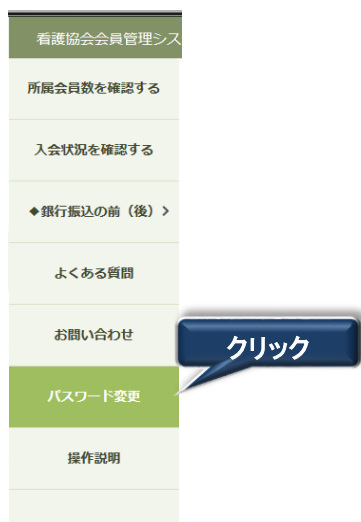 看護協会会員管理シス
所属会員数を確認する
入会状況を確認する
◆銀行振込の前（後）>
よくある質問
お問い合わせ
クリック
パスワード変更
操作説明